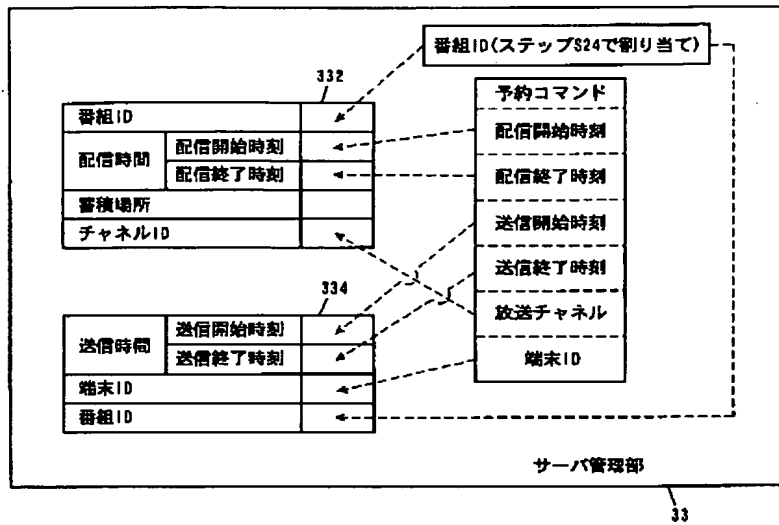 番組ID(ステップS24で割り当て)
332
番組ID
配信時間
配信開始時刻
配信終了時刻
蓄積場所
チャネルID
予約コマンド
配信開始時刻
配信終了時刻
送信開始時刻
送信終了時刻
放送チャネル
端末ID
334
送信時間
送信開始時刻
送信終了時刻
端末ID
番組ID
サーバ管理部
33